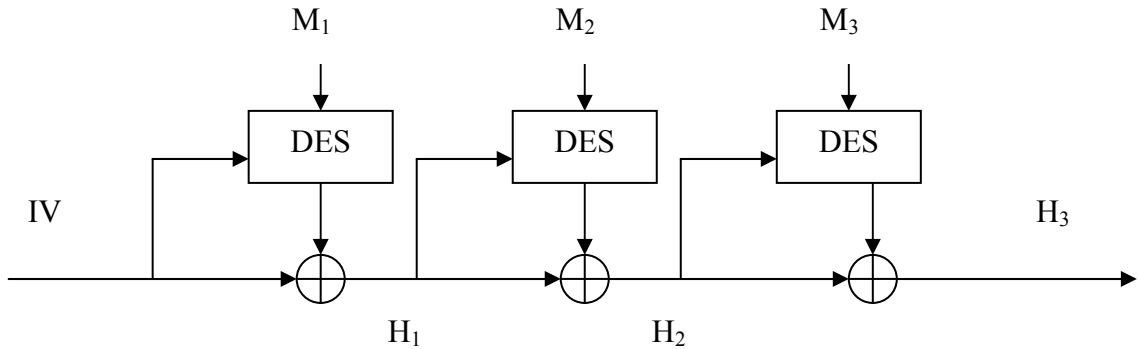 M₁ M₂ M₃
DES DES DES
IV H₃
H₁ H₂